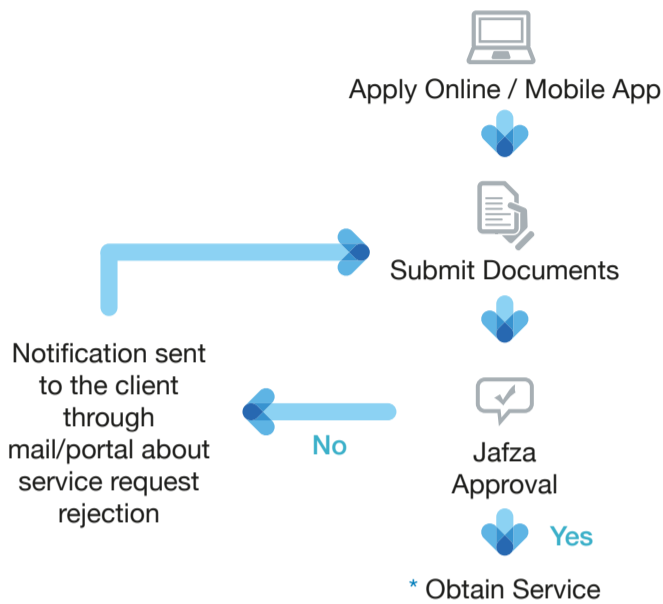 Apply Online / Mobile App
Submit Documents
Notification sent
to the client
through
mail/portal about
service request
rejection
No
Jafza
Approval
Yes
* Obtain Service